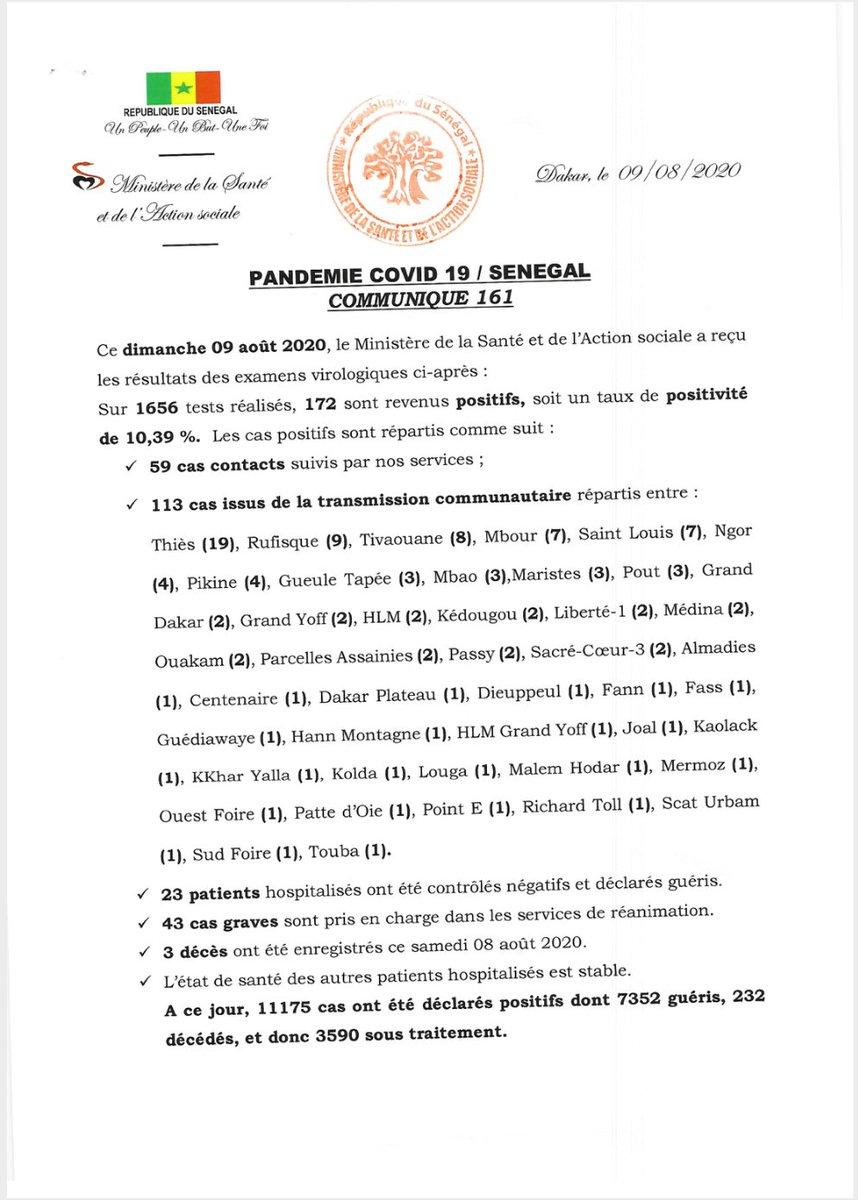 REPUBLIQUE DU SENEGAL
Un Peuple-Un But-Une Foi
Ministère de la Santé
et de l'Action sociale
République du Sénégal
MINISTÈRE DE LA SANTÉ ET DE L'ACTION SOCIALE
Dakar, le 09/08/2020
PANDEMIE COVID 19 / SENEGAL
COMMUNIQUE 161
Ce dimanche 09 août 2020, le Ministère de la Santé et de l'Action sociale a reçu
les résultats des examens virologiques ci-après :
Sur 1656 tests réalisés, 172 sont revenus positifs, soit un taux de positivité
de 10,39 %. Les cas positifs sont répartis comme suit :
✓ 59 cas contacts suivis par nos services ;
✓ 113 cas issus de la transmission communautaire répartis entre :
Thiès (19), Rufisque (9), Tivaouane (8), Mbour (7), Saint Louis (7), Ngor
(4), Pikine (4), Gueule Tapée (3), Mbao (3),Maristes (3), Pout (3), Grand
Dakar (2), Grand Yoff (2), HLM (2), Kédougou (2), Liberté-1 (2), Médina (2),
Ouakam (2), Parcelles Assainies (2), Passy (2), Sacré-Cœur-3 (2), Almadies
(1), Centenaire (1), Dakar Plateau (1), Dieuppeul (1), Fann (1), Fass (1),
Guédiawaye (1), Hann Montagne (1), HLM Grand Yoff (1), Joal (1), Kaolack
(1), KKhar Yalla (1), Kolda (1), Louga (1), Malem Hodar (1), Mermoz (1),
Ouest Foire (1), Patte d'Oie (1), Point E (1), Richard Toll (1), Scat Urbam
(1), Sud Foire (1), Touba (1).
✓ 23 patients hospitalisés ont été contrôlés négatifs et déclarés guéris.
✓ 43 cas graves sont pris en charge dans les services de réanimation.
✓ 3 décès ont été enregistrés ce samedi 08 août 2020.
✓ L'état de santé des autres patients hospitalisés est stable.
A ce jour, 11175 cas ont été déclarés positifs dont 7352 guéris, 232
décédés, et donc 3590 sous traitement.